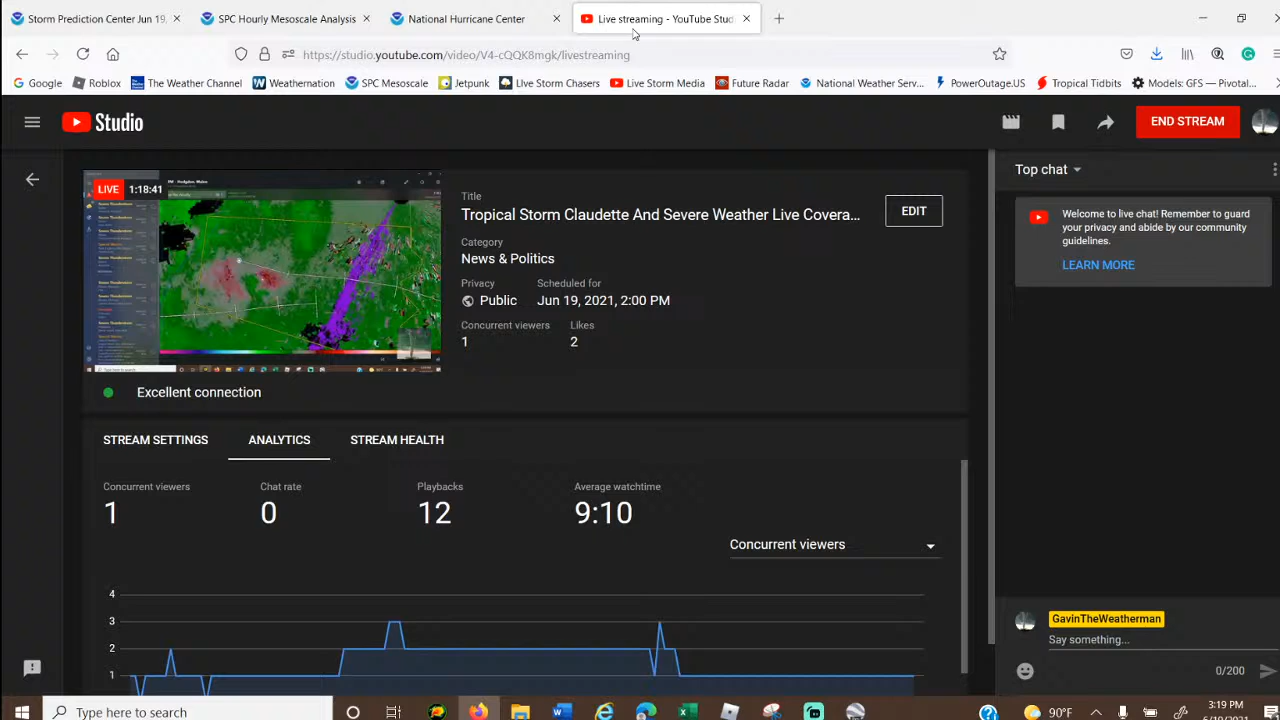 Storm Prediction Center Jun 19,
SPC Hourly Mesoscale Analysis
National Hurricane Center
Live streaming - YouTube Stud
https://studio.youtube.com/video/V4-cQQK8mgk/livestreaming
Google
Roblox
The Weather Channel
Weathernation
SPC Mesoscale
Jetpunk
Live Storm Chasers
Live Storm Media
Future Radar
National Weather Serv...
PowerOutage.US
Tropical Tidbits
Models: GFS — Pivotal...
Studio
END STREAM
LIVE 1:18:41
Title
Tropical Storm Claudette And Severe Weather Live Covera...
EDIT
Category
News & Politics
Privacy
Scheduled for
Public
Jun 19, 2021, 2:00 PM
Concurrent viewers
Likes
1
2
Excellent connection
Top chat
Welcome to live chat! Remember to guard
your privacy and abide by our community
guidelines.
LEARN MORE
STREAM SETTINGS
ANALYTICS
STREAM HEALTH
Concurrent viewers
Chat rate
Playbacks
Average watchtime
1
0
12
9:10
Concurrent viewers
4
3
2
1
GavinTheWeatherman
Say something...
0/200
Type here to search
90°F
3:19 PM